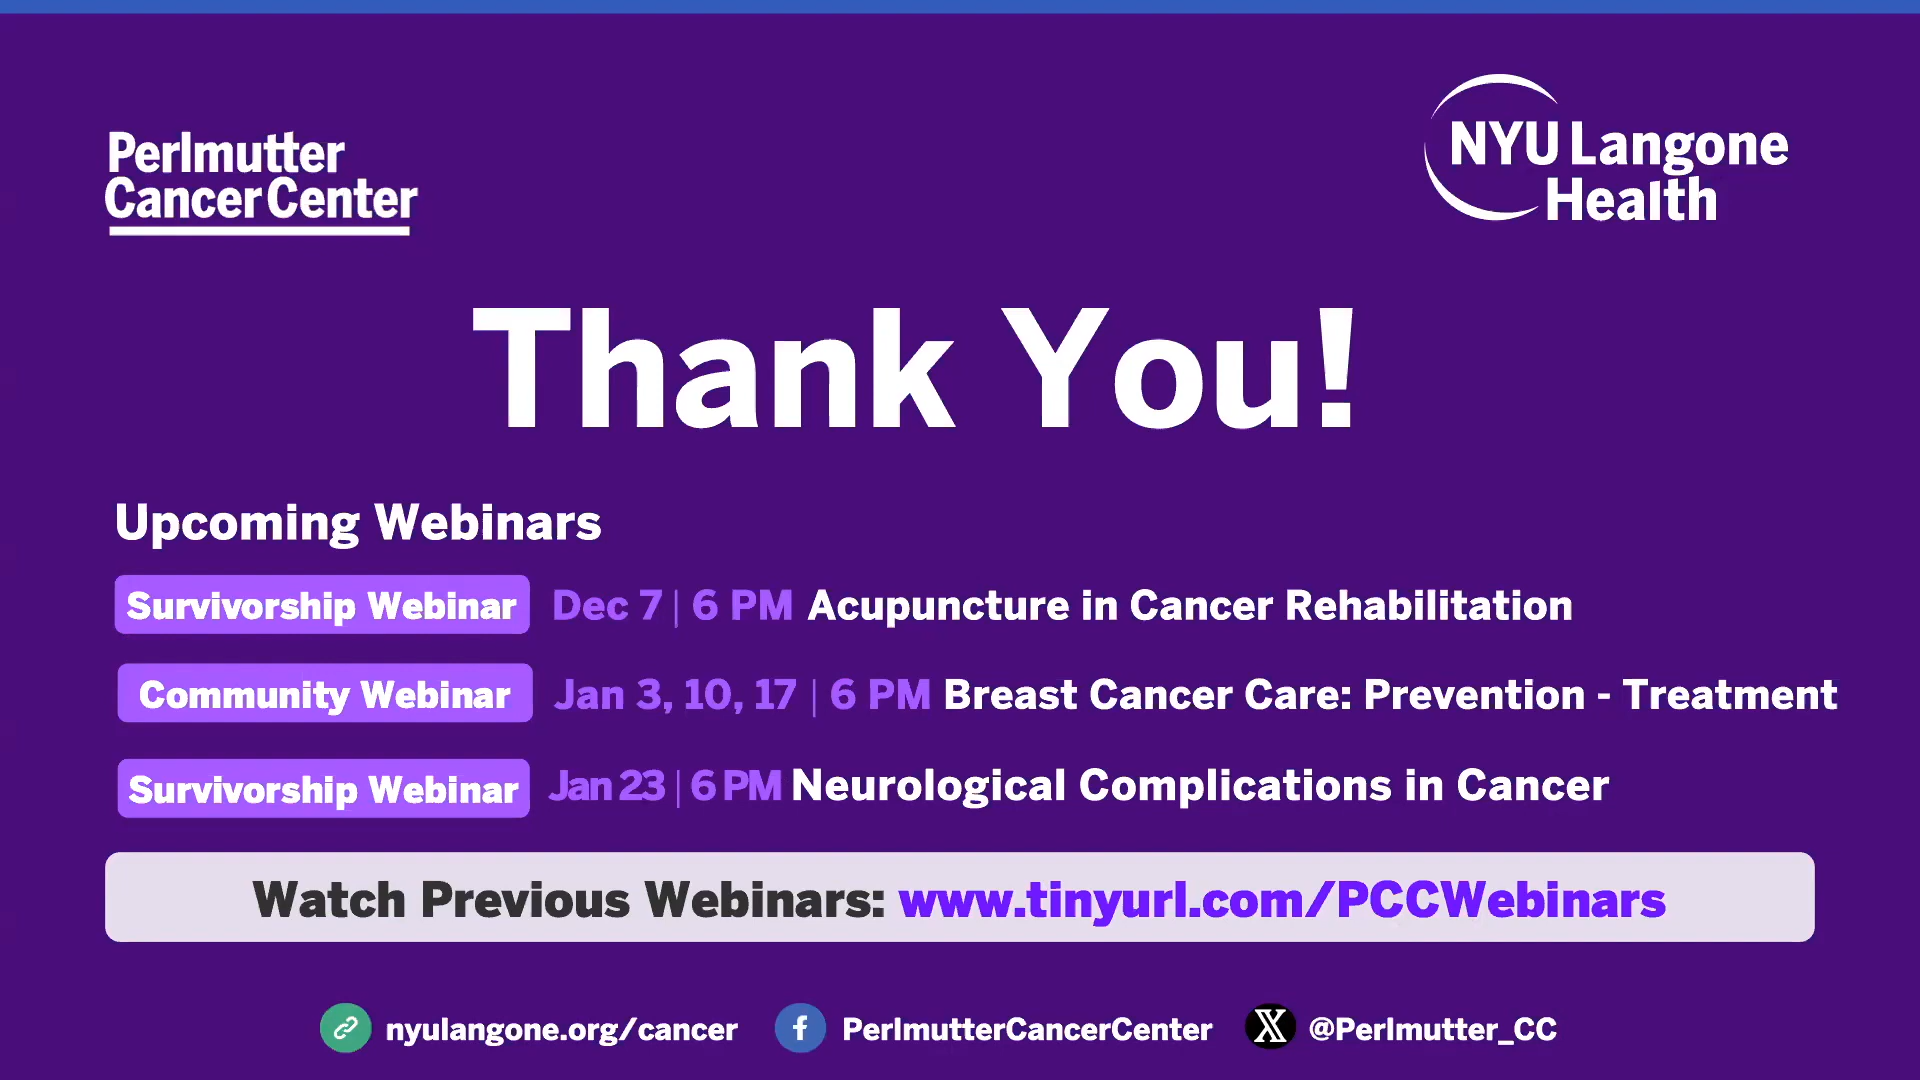 Perlmutter
Cancer Center
NYU Langone
Health
Thank You!
Upcoming Webinars
Survivorship Webinar Dec 7 | 6 PM Acupuncture in Cancer Rehabilitation
Community Webinar Jan 3, 10, 17 | 6 PM Breast Cancer Care: Prevention - Treatment
Survivorship Webinar Jan 23 | 6 PM Neurological Complications in Cancer
Watch Previous Webinars: www.tinyurl.com/PCCWebinars
nyulangone.org/cancer PerlmutterCancerCenter @Perlmutter_CC